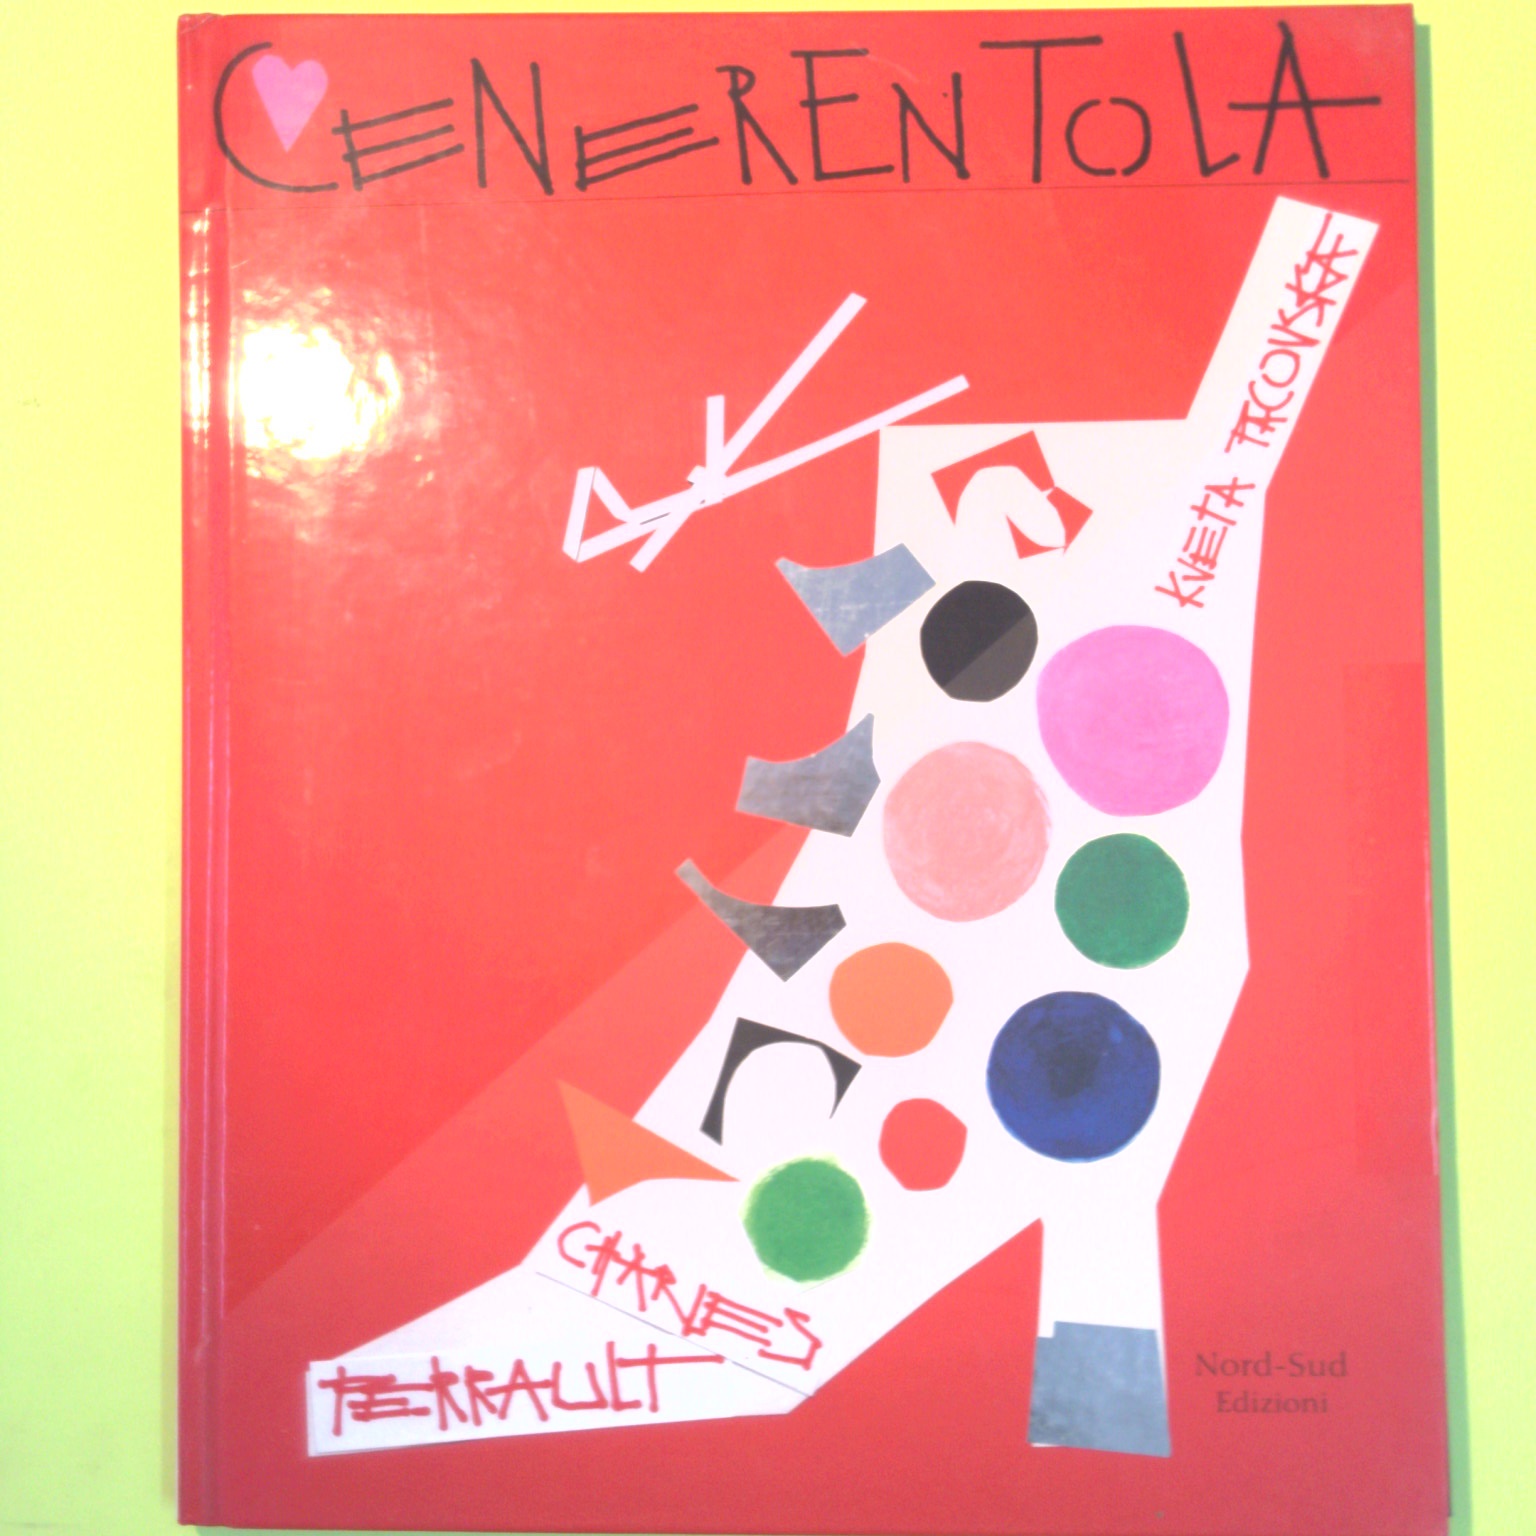 CENERENTOLA
KVETA PACOVSKA
CHARLES
PERRAULT
Nord-Sud
Edizioni